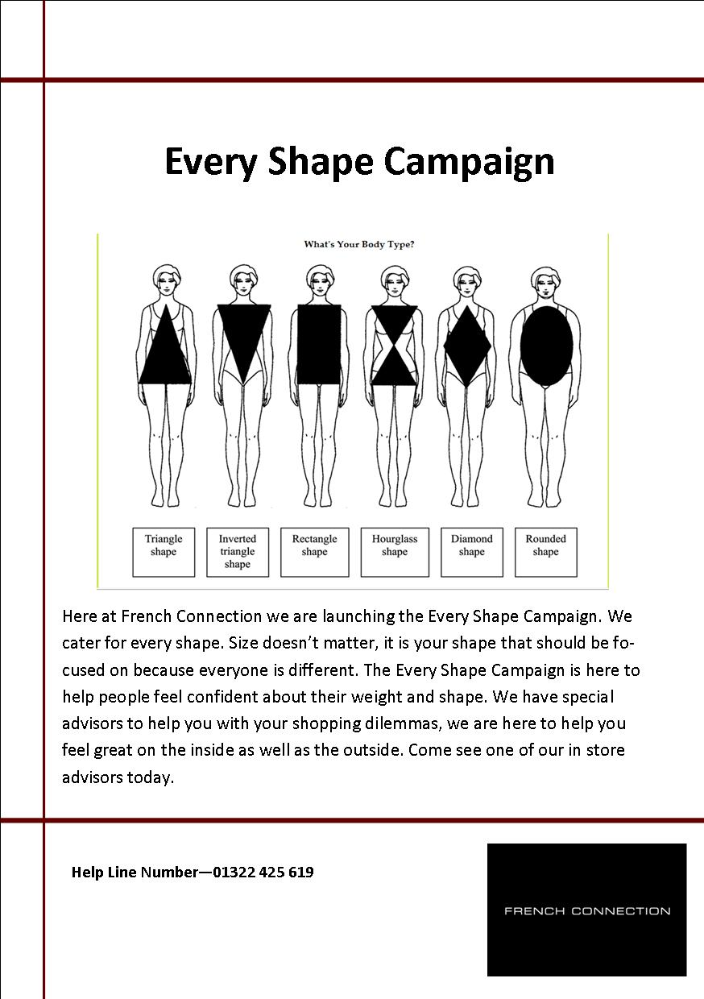 Every Shape Campaign
What's Your Body Type?
Triangle
shape
Inverted
triangle
shape
Rectangle
shape
Hourglass
shape
Diamond
shape
Rounded
shape
Here at French Connection we are launching the Every Shape Campaign. We
cater for every shape. Size doesn’t matter, it is your shape that should be fo-
cused on because everyone is different. The Every Shape Campaign is here to
help people feel confident about their weight and shape. We have special
advisors to help you with your shopping dilemmas, we are here to help you
feel great on the inside as well as the outside. Come see one of our in store
advisors today.
Help Line Number—01322 425 619
FRENCH CONNECTION